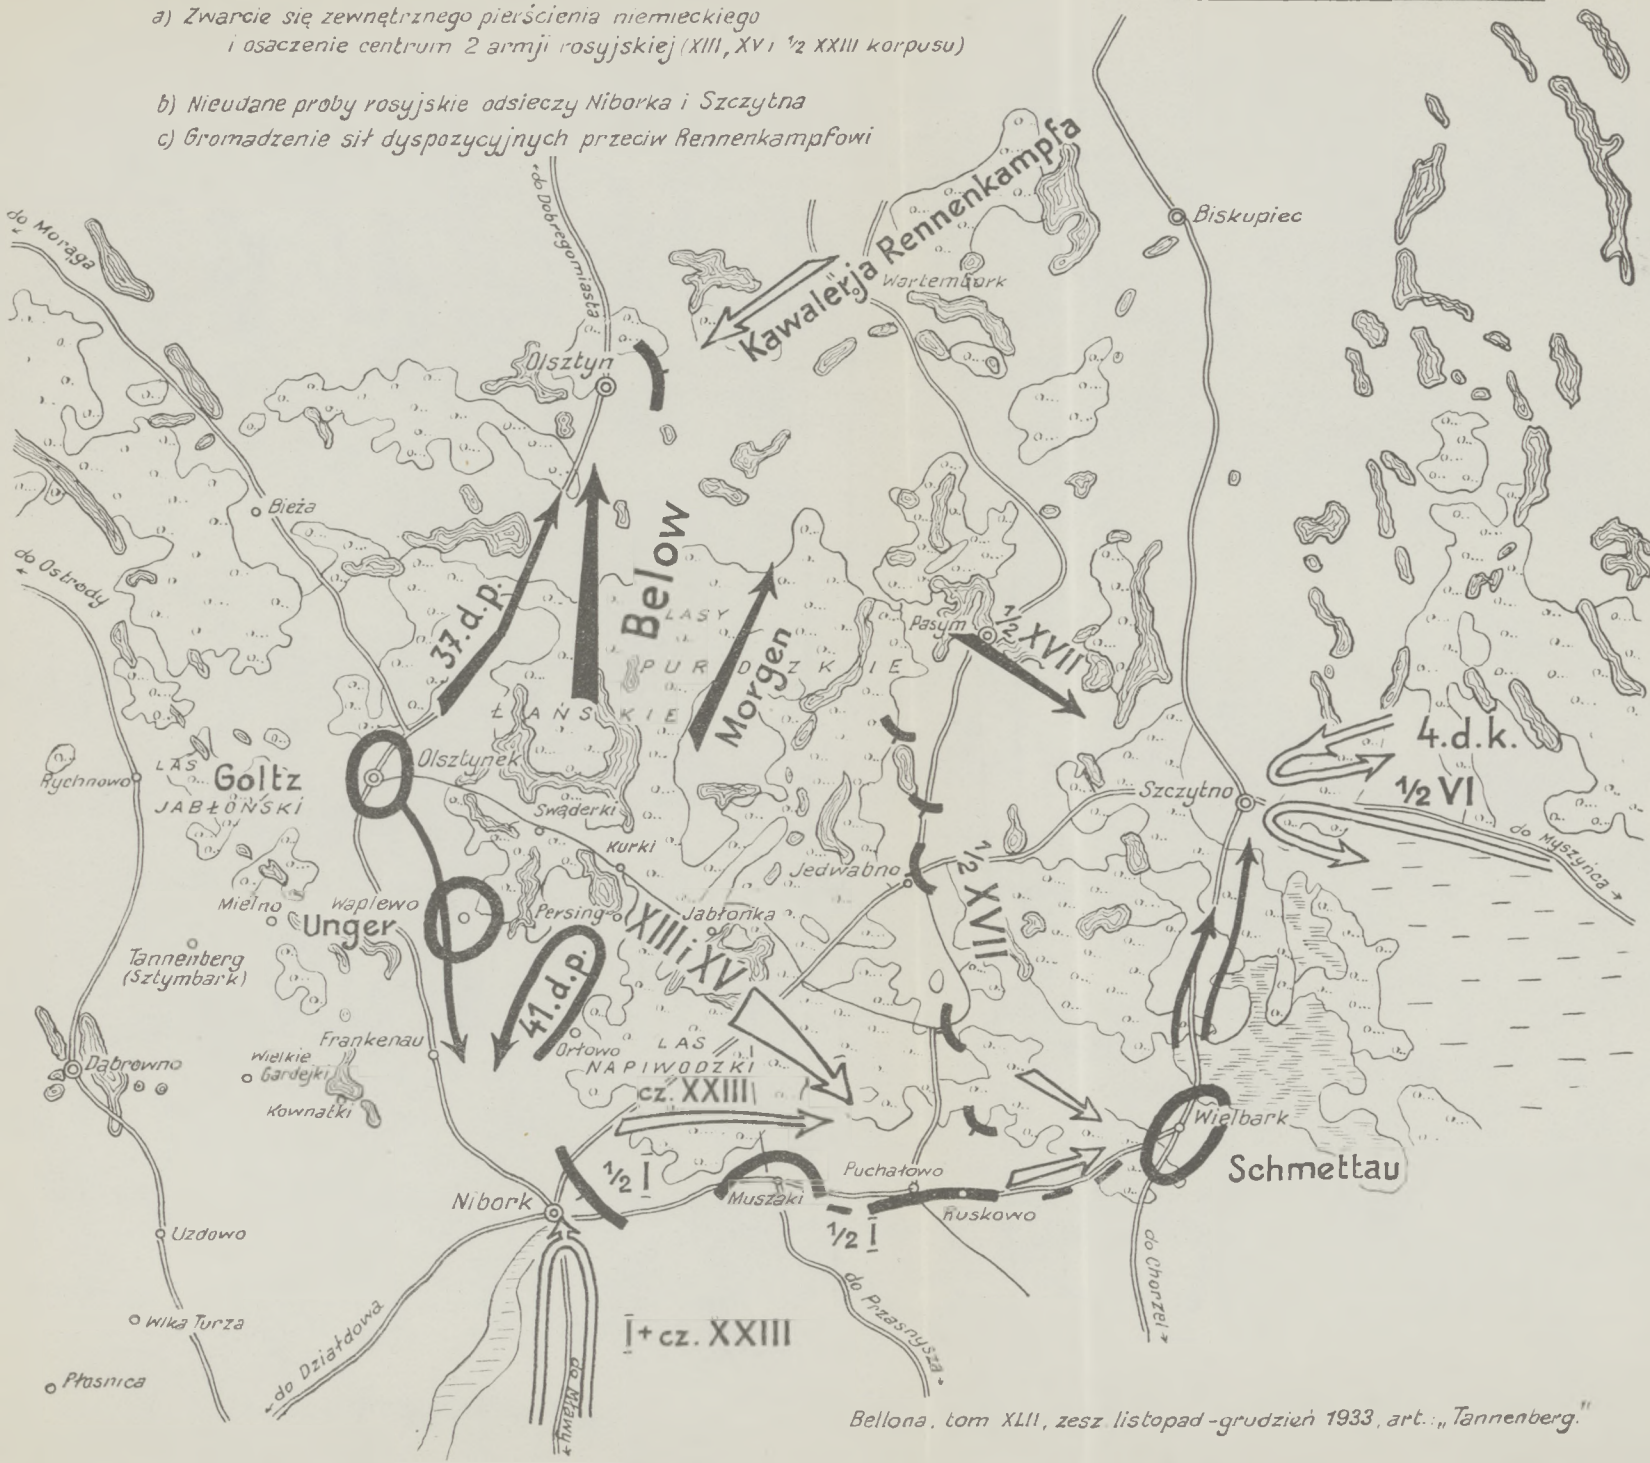 a) Zwarcie się zewnętrznego pierścienia niemieckiego
i osaczenie centrum 2 armji rosyjskiej (XIII, XV i ½ XXIII korpusu)
b) Nieudane proby rosyjskie odsieczy Niborka i Szczytna
c) Gromadzenie sił dyspozycyjnych przeciw Rennenkampfowi
do Dobregomiasta
do Morąga
Kawalerja Rennenkampfa
Biskupiec
Wartembork
Olsztyn
Bieża
do Ostródy
37. d. p.
Below
LASY
PURDZKIE
Morgen
Pasym
½ XVII
ŁAŃSKIE
4. d. k.
½ VI
Rychnowo
LAS
JABŁOŃSKI
Goltz
Olsztynek
Swaderki
Kurki
Szczytno
do Myszyńca
Jedwabno
½ XVII
Mielno
Waplewo
Unger
Persing
Jabłonka
XIII i XV
Tannenberg
(Sztymbark)
41. d. p.
Frankenau
Orłowo
LAS
NAPIWODZKI
Dąbrowno
Wielkie
Gardejki
Kownatki
cz. XXIII
Wielbark
Schmettau
½ I
Puchałowo
Nibork
Muszaki
Ruskowo
½ I
Uzdowo
do Chorzel
do Przasnysza
Wlka Turza
I + cz. XXIII
do Działdowa
do Mławy
Płosnica
Bellona. tom XLII, zesz listopad-grudzień 1933, art.: „Tannenberg."